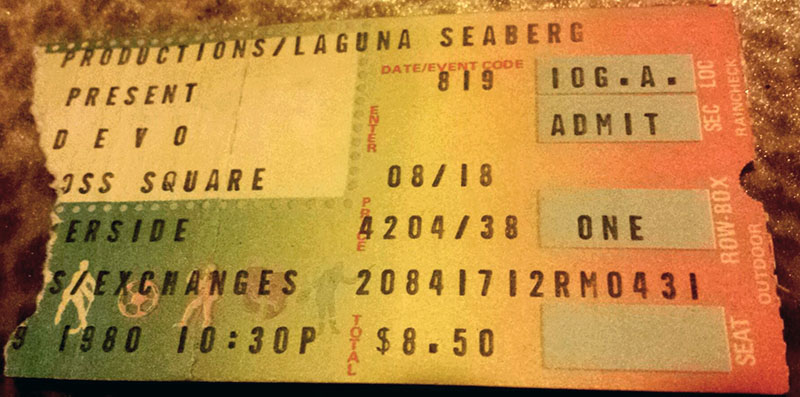 PRODUCTIONS/LAGUNA SEABERG
PRESENT
DEVO
OSS SQUARE
ERSIDE
S/EXCHANGES
9 1980 10:30P
DATE/EVENT CODE
819
ENTER
08/18
PRICE
4204/38
20841712RM0431
TOTAL
$8.50
10G.A.
ADMIT
ONE
SEC LOC
ROW-BOX
SEAT
RAINCHECK
OUTDOOR